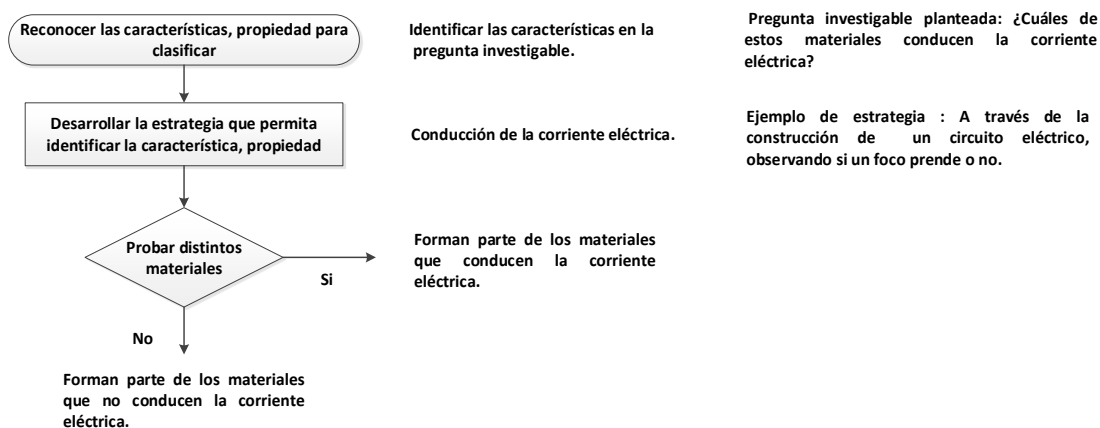 Reconocer las características, propiedad para
clasificar
Identificar las características en la
pregunta investigable.
Pregunta investigable planteada: ¿Cuáles de
estos materiales conducen la corriente
eléctrica?
Desarrollar la estrategia que permita
identificar la característica, propiedad
Conducción de la corriente eléctrica.
Ejemplo de estrategia : A través de la
construcción de un circuito eléctrico,
observando si un foco prende o no.
Probar distintos
materiales
Si
Forman parte de los materiales
que conducen la corriente
eléctrica.
No
Forman parte de los materiales
que no conducen la corriente
eléctrica.